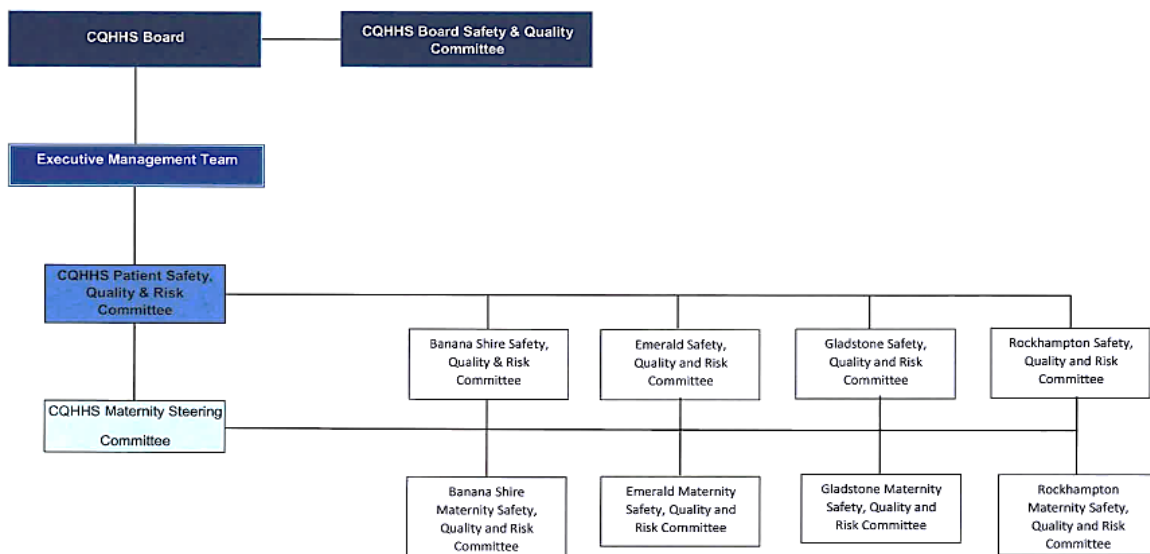 CQHHS Board
CQHHS Board Safety & Quality
Committee
Executive Management Team
CQHHS Patient Safety,
Quality & Risk
Committee
Banana Shire Safety,
Quality & Risk
Committee
Emerald Safety,
Quality and Risk
Committee
Gladstone Safety,
Quality and Risk
Committee
Rockhampton Safety,
Quality and Risk
Committee
CQHHS Maternity Steering
Committee
Banana Shire
Maternity Safety,
Quality and Risk
Committee
Emerald Maternity
Safety, Quality and
Risk Committee
Gladstone Maternity
Safety, Quality and
Risk Committee
Rockhampton
Maternity Safety,
Quality and Risk
Committee